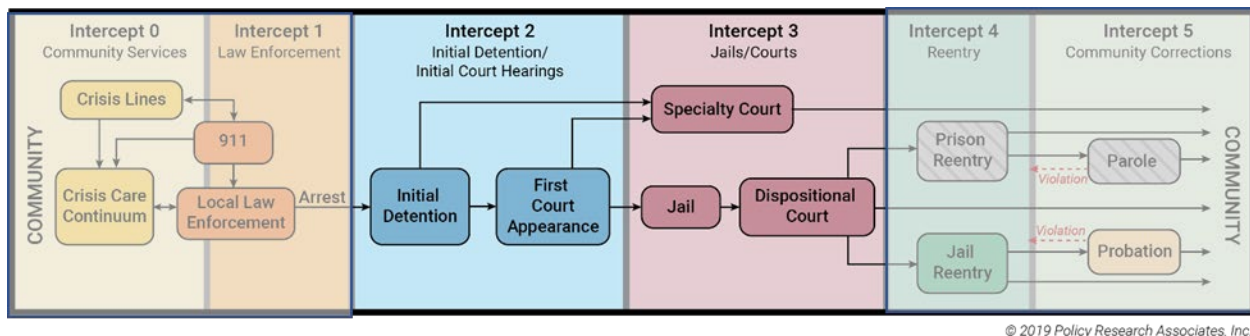 Intercept 0
Community Services
Intercept 1
Law Enforcement
Intercept 2
Initial Detention/
Initial Court Hearings
Intercept 3
Jails/Courts
Intercept 4
Reentry
Intercept 5
Community Corrections
COMMUNITY
Crisis Lines
911
Crisis Care
Continuum
Local Law
Enforcement
Arrest
Initial
Detention
First
Court
Appearance
Specialty Court
Jail
Dispositional
Court
Prison
Reentry
Parole
Violation
Jail
Reentry
Probation
Violation
COMMUNITY
© 2019 Policy Research Associates, Inc.